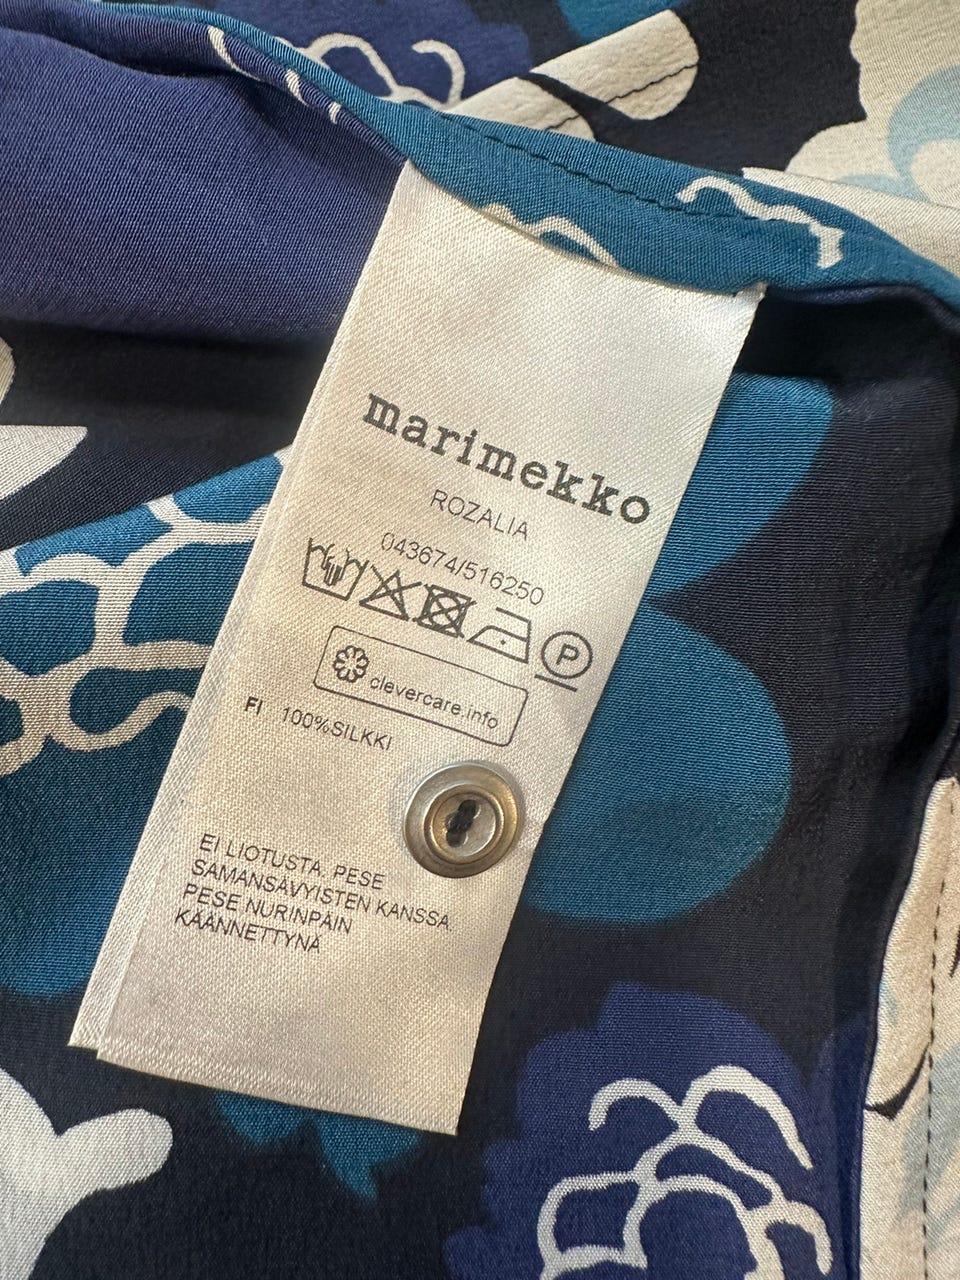 marimekko
ROZALIA
043674/516250
P
clevercare.info
FI 100%SILKKI
EI LIOTUSTA. PESE
SAMANSÄVYISTEN KANSSA.
PESE NURINPÄIN
KÄÄNNETTYNÄ